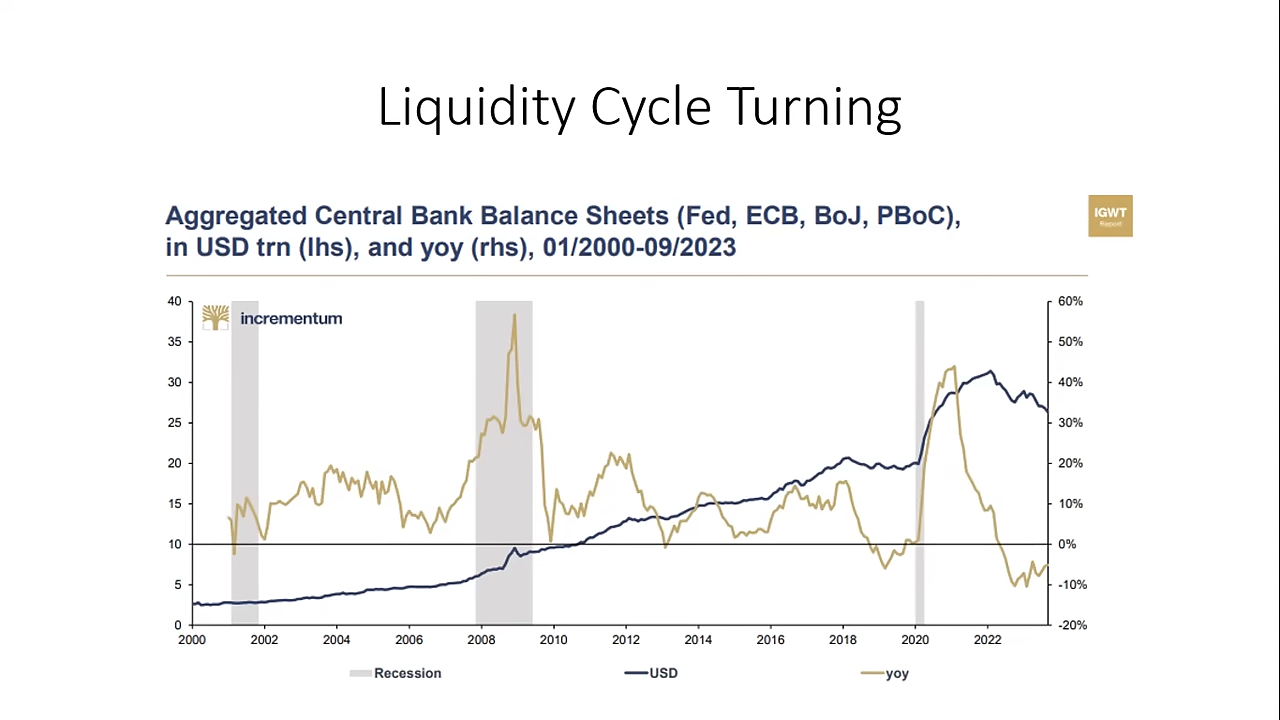 Liquidity Cycle Turning
Aggregated Central Bank Balance Sheets (Fed, ECB, BoJ, PBoC),
in USD trn (lhs), and yoy (rhs), 01/2000-09/2023
IGWT
Report
incrementum
40
35
30
25
20
15
10
5
0
60%
50%
40%
30%
20%
10%
0%
-10%
-20%
2000 2002 2004 2006 2008 2010 2012 2014 2016 2018 2020 2022
Recession USD yoy